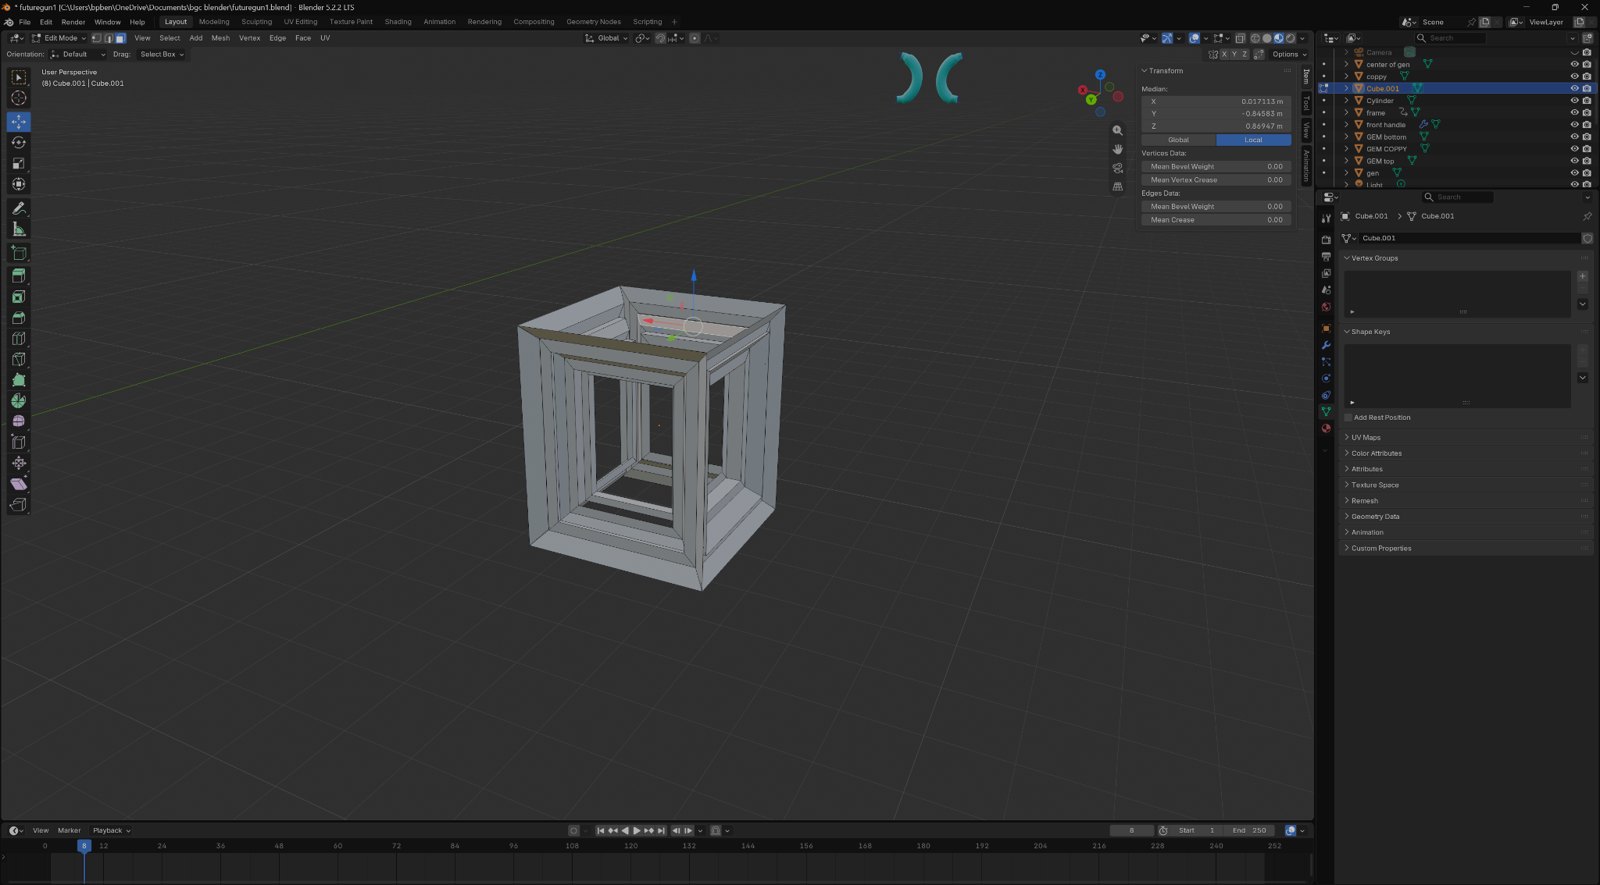 * futuregun1 [C:\Users\bpben\OneDrive\Documents\bgc blender\futuregun1.blend] - Blender 5.2.2 LTS
File Edit Render Window Help Layout Modeling Sculpting UV Editing Texture Paint Shading Animation Rendering Compositing Geometry Nodes Scripting + Scene ViewLayer
Edit Mode View Select Add Mesh Vertex Edge Face UV Global Search
Orientation: Default Drag: Select Box X Y Z Options
User Perspective
(8) Cube.001 | Cube.001
Z
X
Y
Transform
Median:
X 0.017113 m
Y -0.84583 m
Z 0.86947 m
Global Local
Vertices Data:
Mean Bevel Weight 0.00
Mean Vertex Crease 0.00
Edges Data:
Mean Bevel Weight 0.00
Mean Crease 0.00
Item
Tool
View
Animation
Camera
center of gen
coppy
Cube.001
Cylinder
frame
front handle
GEM bottom
GEM COPPY
GEM top
gen
Light
Search
Cube.001 > Cube.001
Cube.001
Vertex Groups
Shape Keys
Add Rest Position
UV Maps
Color Attributes
Attributes
Texture Space
Remesh
Geometry Data
Animation
Custom Properties
View Marker Playback 8 Start 1 End 250
0 8 12 24 36 48 60 72 84 96 108 120 132 144 156 168 180 192 204 216 228 240 252